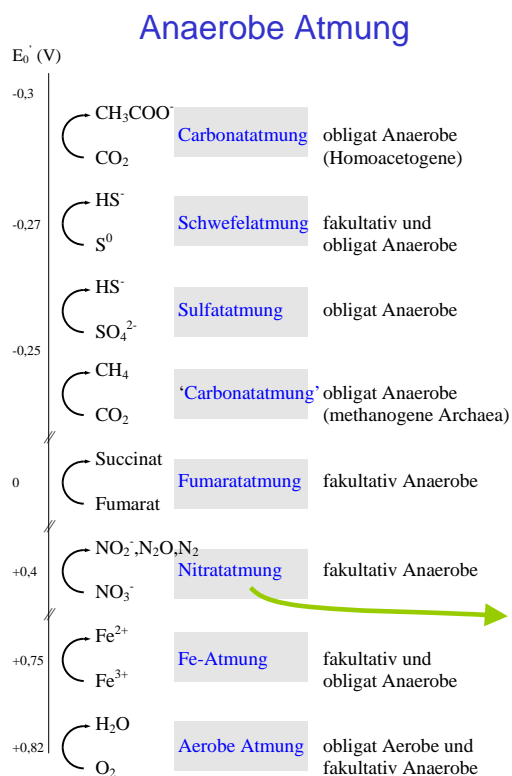 Anaerobe Atmung
E₀' (V)
-0,3
CH₃COO⁻
Carbonatatmung obligat Anaerobe
CO₂ (Homoacetogene)
HS⁻
-0,27 Schwefelatmung fakultativ und
S⁰ obligat Anaerobe
HS⁻
Sulfatatmung obligat Anaerobe
SO₄²⁻
-0,25
CH₄
'Carbonatatmung' obligat Anaerobe
CO₂ (methanogene Archaea)
Succinat
0 Fumaratatmung fakultativ Anaerobe
Fumarat
NO₂⁻,N₂O,N₂
+0,4 Nitratatmung fakultativ Anaerobe
NO₃⁻
Fe²⁺
+0,75 Fe-Atmung fakultativ und
Fe³⁺ obligat Anaerobe
H₂O
+0,82 Aerobe Atmung obligat Aerobe und
O₂ fakultativ Anaerobe